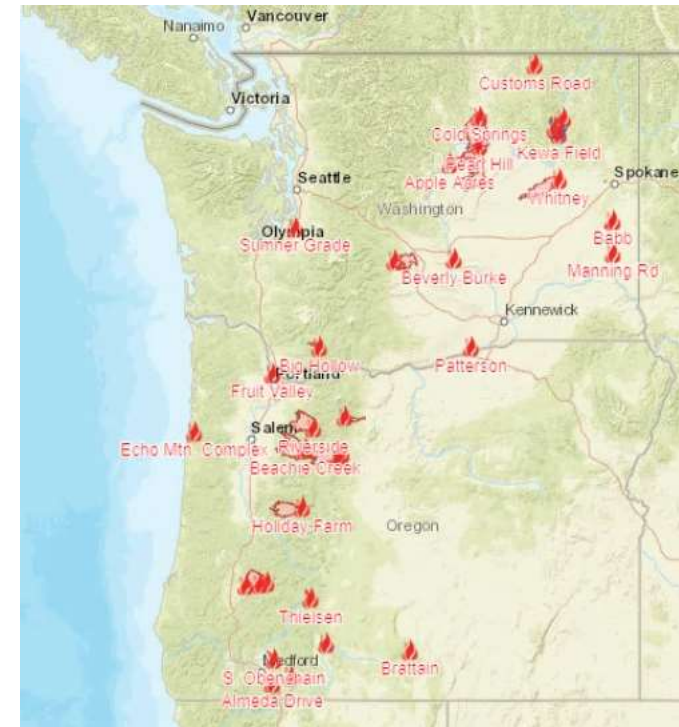 Vancouver
Nanaimo
Customs Road
Victoria
Cold Springs
Kewa Field
Pearl Hill
Apple Acres
Spokane
Seattle
Whitney
Washington
Olympia
Sumner Grade
Babb
Manning Rd
Beverly Burke
Kennewick
Big Hollow
Patterson
Portland
Fruit Valley
Salem
Echo Mtn. Complex
Riverside
Beachie Creek
Holiday Farm
Oregon
Thielsen
Medford
Brattain
S. Obenchain
Almeda Drive